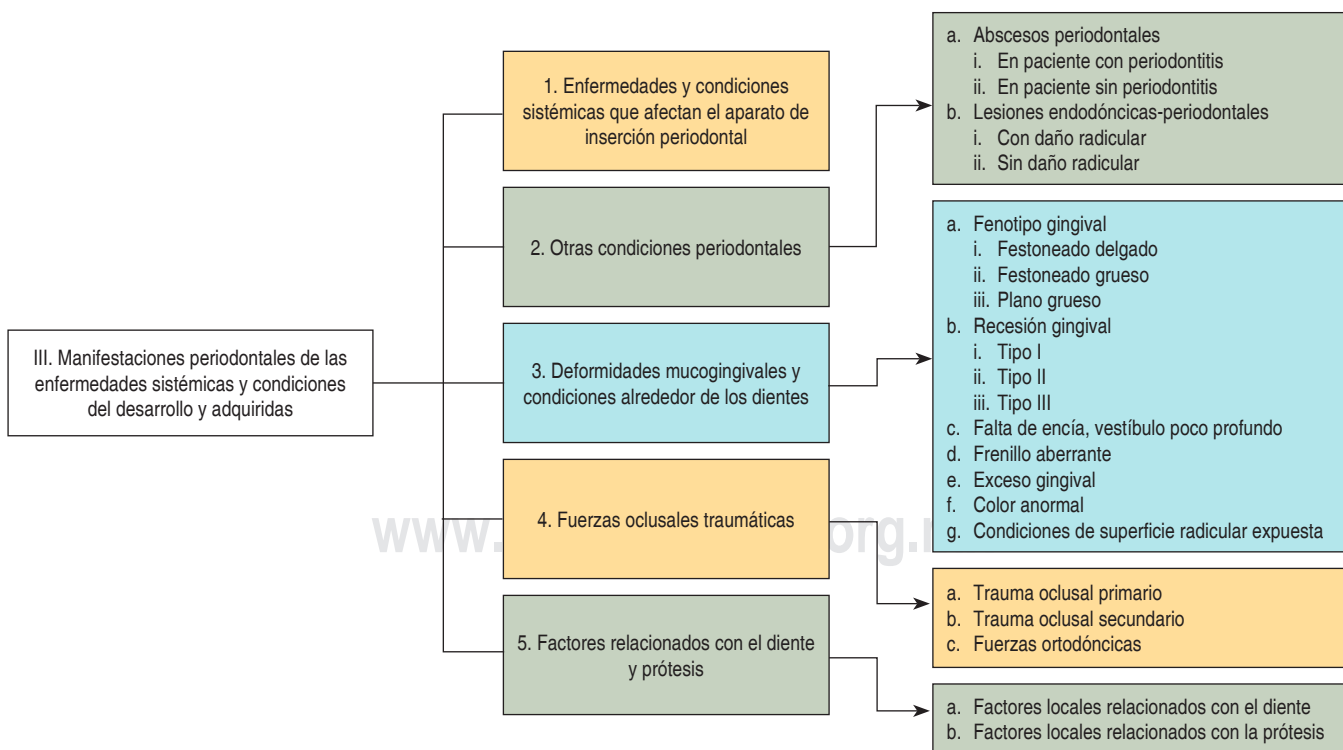 III. Manifestaciones periodontales de las
enfermedades sistémicas y condiciones
del desarrollo y adquiridas
1. Enfermedades y condiciones
sistémicas que afectan el aparato de
inserción periodontal
2. Otras condiciones periodontales
a. Abscesos periodontales
i. En paciente con periodontitis
ii. En paciente sin periodontitis
b. Lesiones endodóncicas-periodontales
i. Con daño radicular
ii. Sin daño radicular
3. Deformidades mucogingivales y
condiciones alrededor de los dientes
a. Fenotipo gingival
i. Festoneado delgado
ii. Festoneado grueso
iii. Plano grueso
b. Recesión gingival
i. Tipo I
ii. Tipo II
iii. Tipo III
c. Falta de encía, vestíbulo poco profundo
d. Frenillo aberrante
e. Exceso gingival
f. Color anormal
g. Condiciones de superficie radicular expuesta
4. Fuerzas oclusales traumáticas
a. Trauma oclusal primario
b. Trauma oclusal secundario
c. Fuerzas ortodóncicas
5. Factores relacionados con el diente
y prótesis
a. Factores locales relacionados con el diente
b. Factores locales relacionados con la prótesis